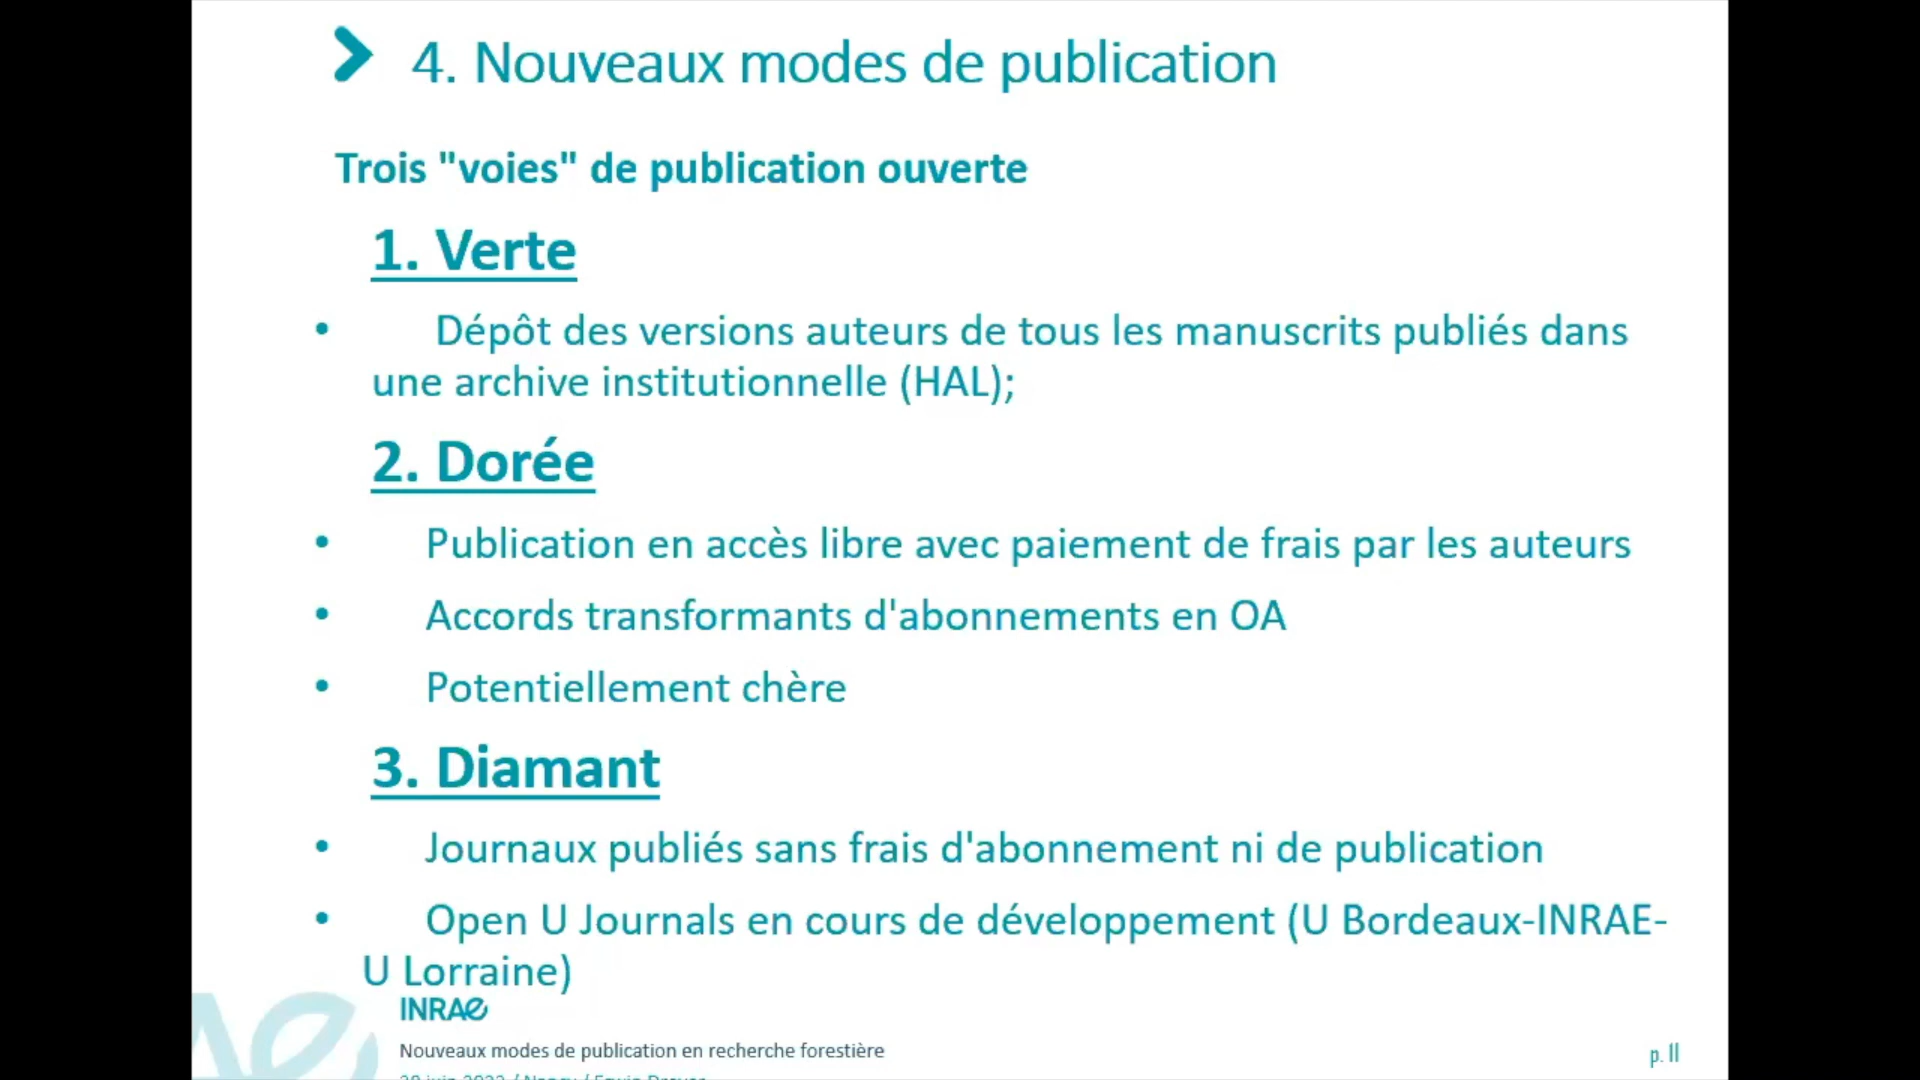 4. Nouveaux modes de publication
Trois "voies" de publication ouverte
1. Verte
• Dépôt des versions auteurs de tous les manuscrits publiés dans
une archive institutionnelle (HAL);
2. Dorée
• Publication en accès libre avec paiement de frais par les auteurs
• Accords transformants d'abonnements en OA
• Potentiellement chère
3. Diamant
• Journaux publiés sans frais d'abonnement ni de publication
• Open U Journals en cours de développement (U Bordeaux-INRAE-
U Lorraine)
INRAE
Nouveaux modes de publication en recherche forestière
p. 11